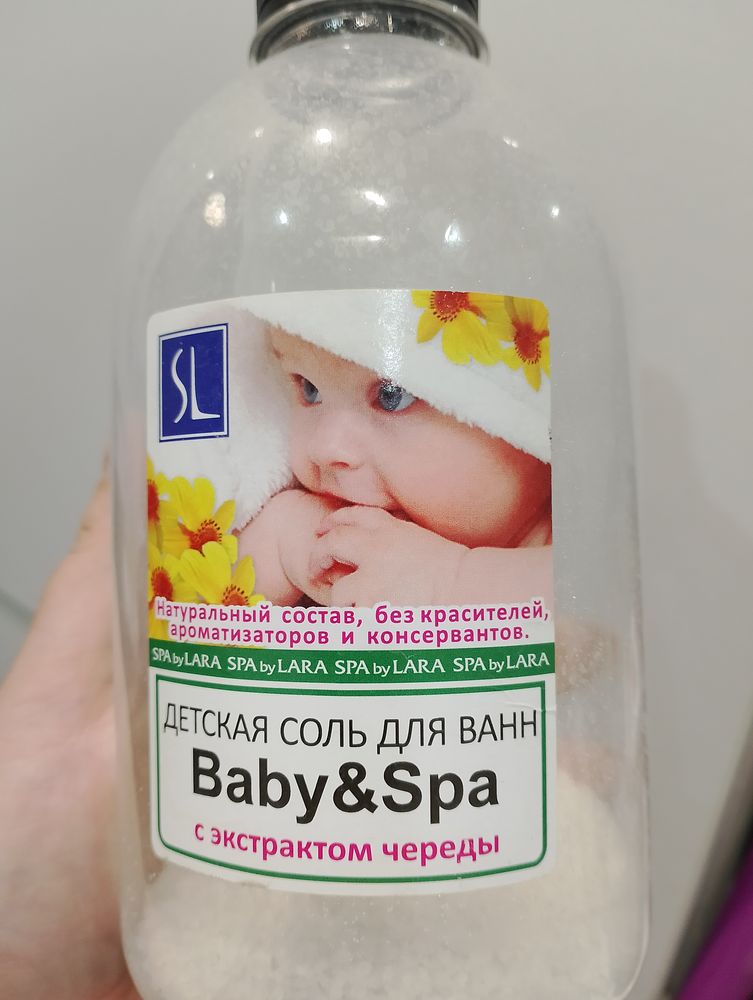 SL
Натуральный состав, без красителей,
ароматизаторов и консервантов.
SPA by LARA SPA by LARA SPA by LARA SPA by LARA
ДЕТСКАЯ СОЛЬ ДЛЯ ВАНН
Baby&Spa
с экстрактом череды